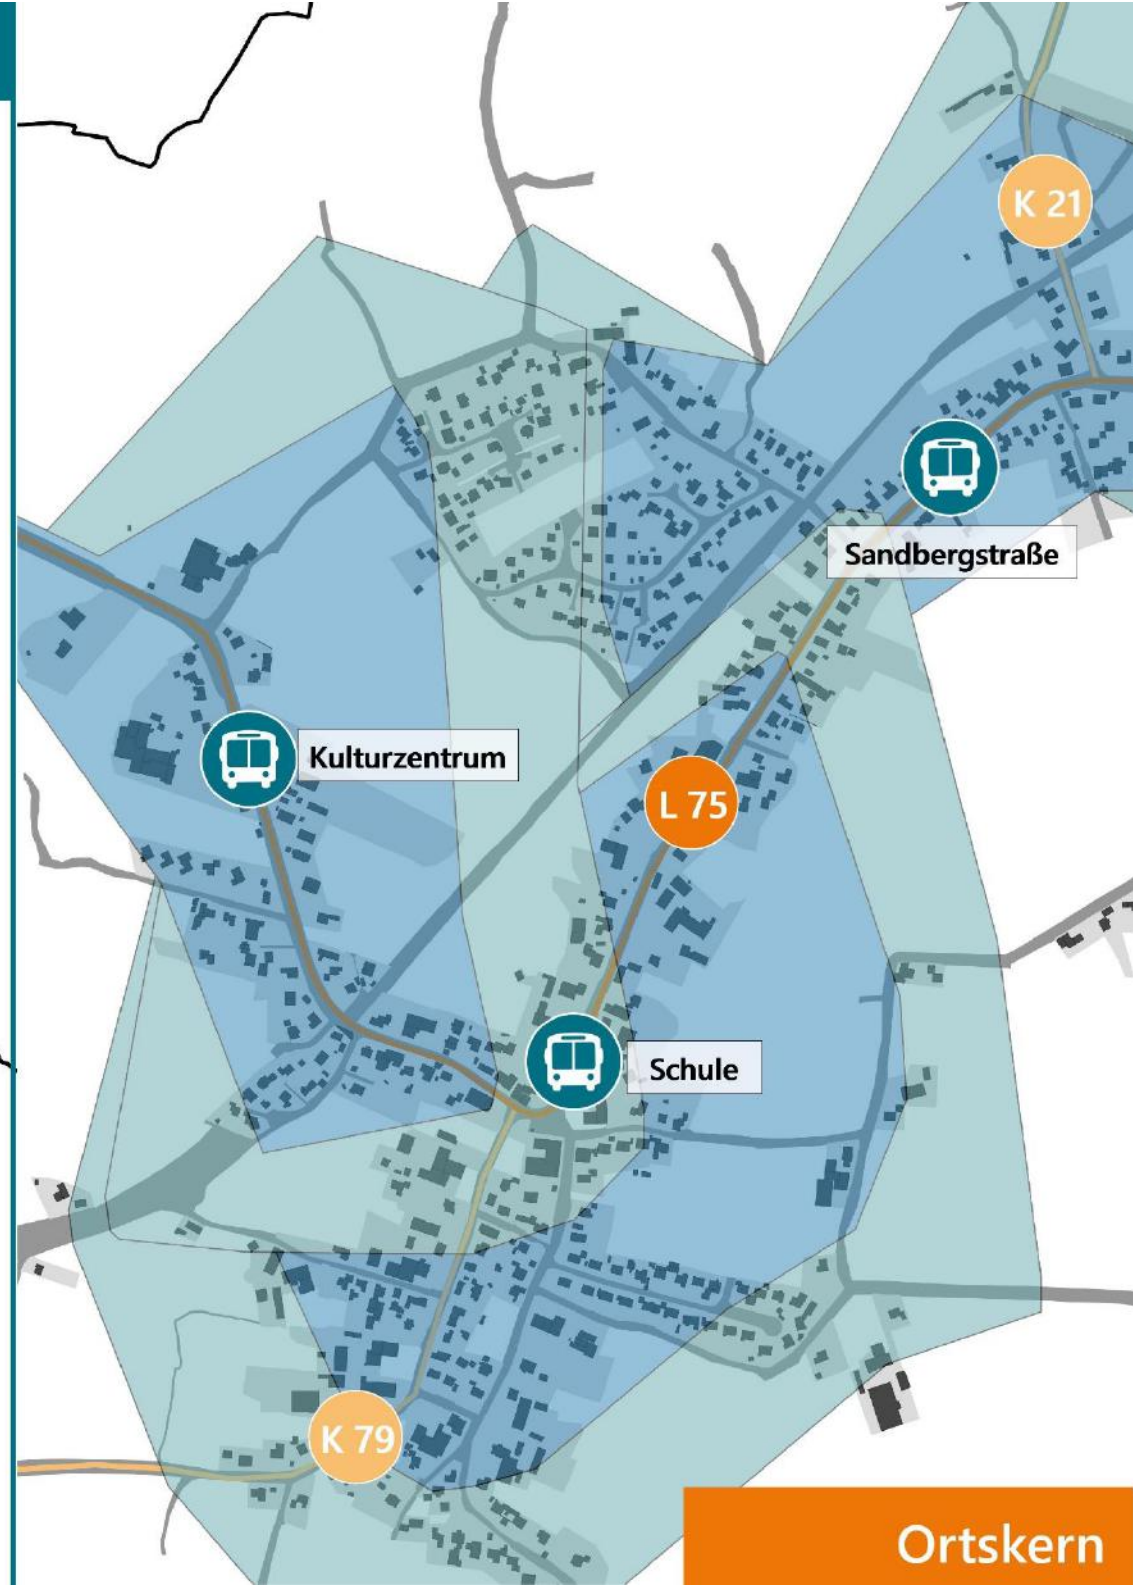 K 21
Sandbergstraße
Kulturzentrum
L 75
Schule
K 79
Ortskern